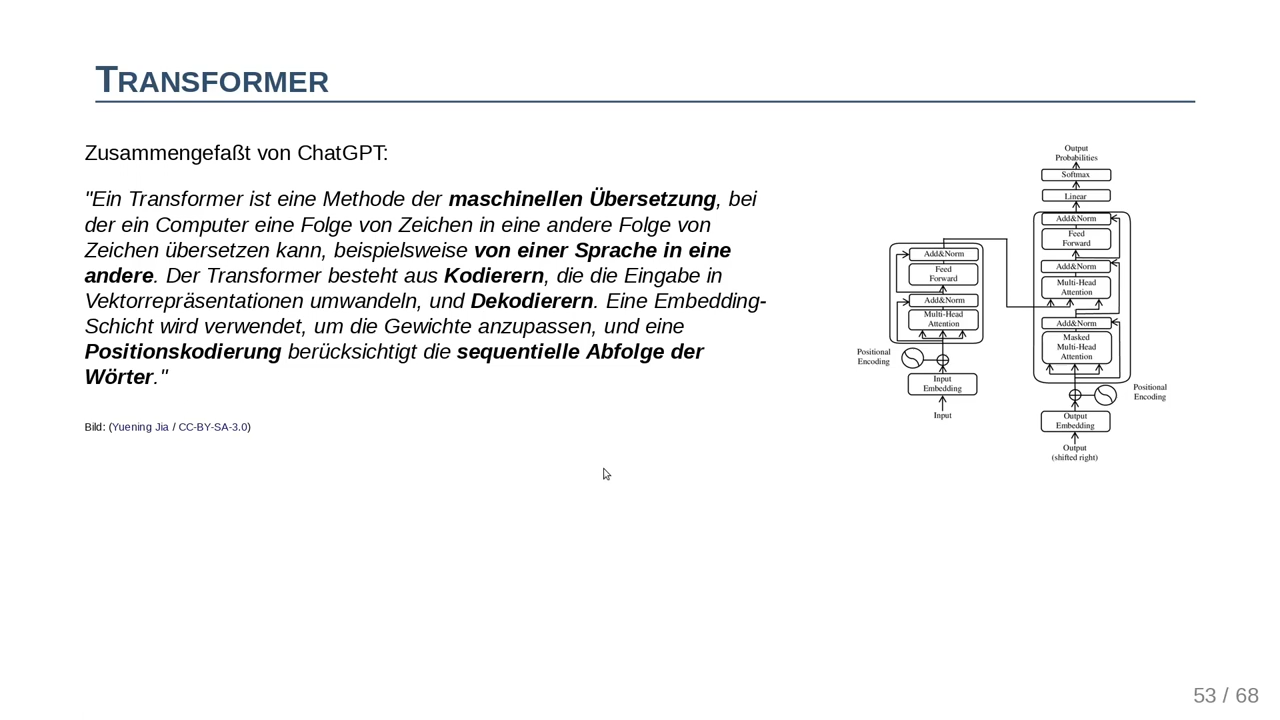 TRANSFORMER
Zusammengefaßt von ChatGPT:
"Ein Transformer ist eine Methode der maschinellen Übersetzung, bei
der ein Computer eine Folge von Zeichen in eine andere Folge von
Zeichen übersetzen kann, beispielsweise von einer Sprache in eine
andere. Der Transformer besteht aus Kodierern, die die Eingabe in
Vektorrepräsentationen umwandeln, und Dekodierern. Eine Embedding-
Schicht wird verwendet, um die Gewichte anzupassen, und eine
Positionskodierung berücksichtigt die sequentielle Abfolge der
Wörter."
Bild: (Yuening Jia / CC-BY-SA-3.0)
Add&Norm
Feed
Forward
Add&Norm
Multi-Head
Attention
Positional
Encoding
Input
Embedding
Input
Output
Probabilities
Softmax
Linear
Add&Norm
Feed
Forward
Add&Norm
Multi-Head
Attention
Add&Norm
Masked
Multi-Head
Attention
Positional
Encoding
Output
Embedding
Output
(shifted right)
53 / 68